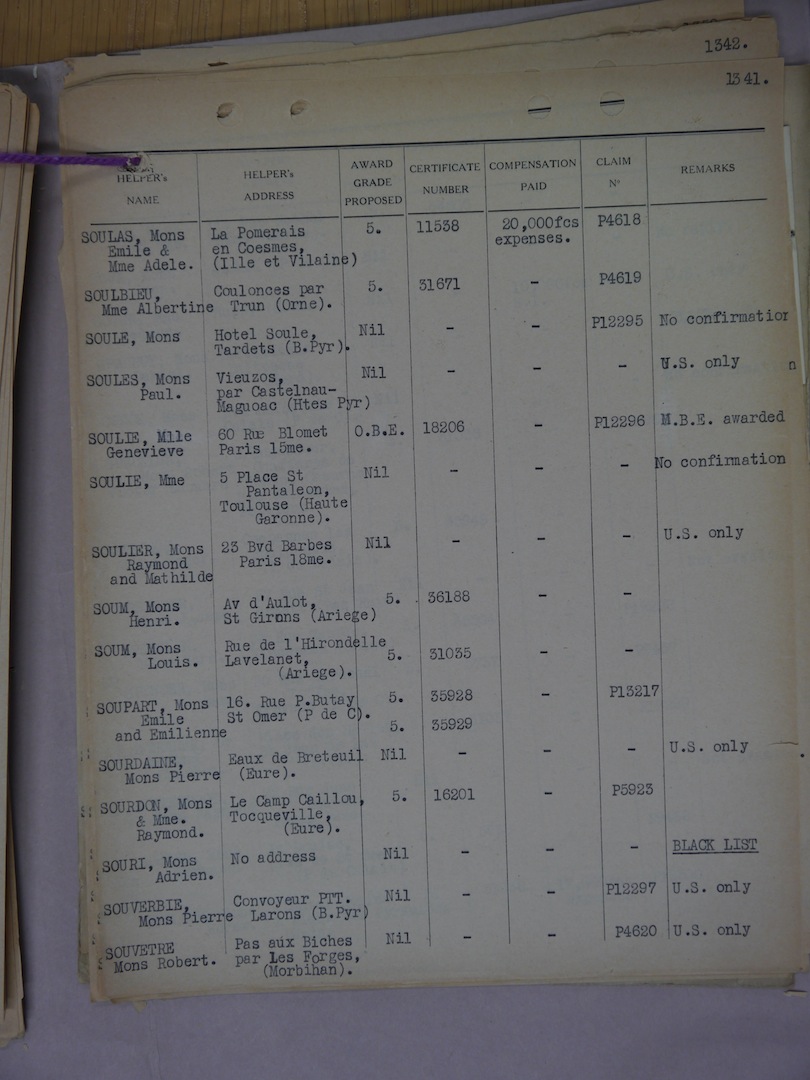 1342.
1341.
HELPER's NAME | HELPER's ADDRESS | AWARD GRADE PROPOSED | CERTIFICATE NUMBER | COMPENSATION PAID | CLAIM Nº | REMARKS
SOULAS, Mons La Pomerais 5. 11538 20,000fcs P4618
Emile & en Coesmes, expenses.
Mme Adele. (Ille et Vilaine)
SOULBIEU, Coulonces par 5. 31671 - P4619
Mme Albertine Trun (Orne).
SOULE, Mons Hotel Soule, Nil - - P12295 No confirmation
Tardets (B.Pyr).
SOULES, Mons Vieuzos, Nil - - - U.S. only
Paul. par Castelnau-
Maguoac (Htes Pyr)
SOULIE, Mlle 60 Rue Blomet O.B.E. 18206 - P12296 M.B.E. awarded
Genevieve Paris 15me.
SOULIE, Mme 5 Place St Nil - - - No confirmation
Pantaleon,
Toulouse (Haute
Garonne).
SOULIER, Mons 23 Bvd Barbes Nil - - - U.S. only
Raymond Paris 18me.
and Mathilde
SOUM, Mons Av d'Aulot, 5. 36188 - -
Henri. St Girons (Ariege)
SOUM, Mons Rue de l'Hirondelle
Louis. Lavelanet, 5. 31035 - -
(Ariege).
SOUPART, Mons 16. Rue P.Butay 5. 35928 - P13217
Emile St Omer (P de C).
and Emilienne 5. 35929
SOURDAINE, Eaux de Breteuil Nil - - - U.S. only
Mons Pierre (Eure).
SOURDON, Mons Le Camp Caillou, 5. 16201 - P5923
& Mme. Tocqueville,
Raymond. (Eure).
SOURI, Mons No address Nil - - - BLACK LIST
Adrien.
SOUVERBIE, Convoyeur PTT. Nil - - P12297 U.S. only
Mons Pierre Larons (B.Pyr)
SOUVETRE Pas aux Biches Nil - - P4620 U.S. only
Mons Robert. par Les Forges,
(Morbihan).